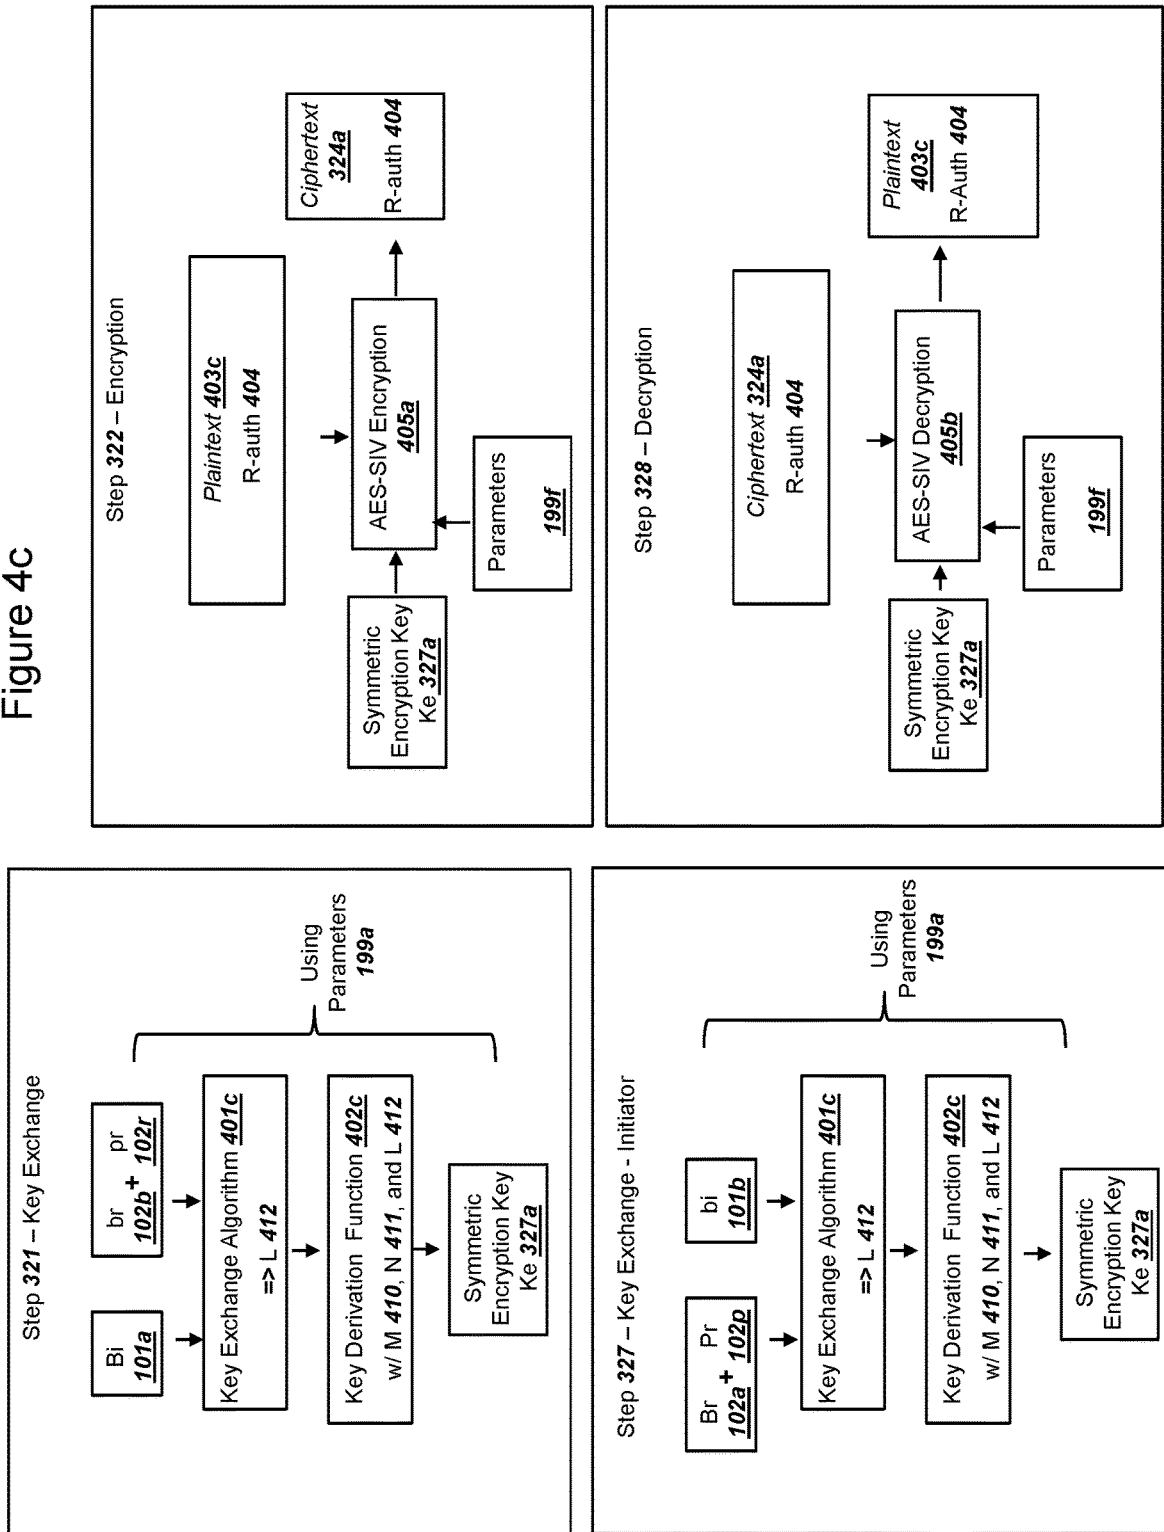 Figure 4c
Step 321 – Key Exchange
Bi
101a
br pr
102b + 102r
Key Exchange Algorithm 401c
=> L 412
Key Derivation Function 402c
w/ M 410, N 411, and L 412
Symmetric
Encryption Key
Ke 327a
Using
Parameters
199a
Step 322 – Encryption
Plaintext 403c
R-auth 404
Symmetric
Encryption Key
Ke 327a
AES-SIV Encryption
405a
Parameters
199f
Ciphertext
324a
R-auth 404
Step 327 – Key Exchange - Initiator
Br Pr
102a + 102p
bi
101b
Key Exchange Algorithm 401c
=> L 412
Key Derivation Function 402c
w/ M 410, N 411, and L 412
Symmetric
Encryption Key
Ke 327a
Using
Parameters
199a
Step 328 – Decryption
Ciphertext 324a
R-auth 404
Symmetric
Encryption Key
Ke 327a
AES-SIV Decryption
405b
Parameters
199f
Plaintext
403c
R-Auth 404